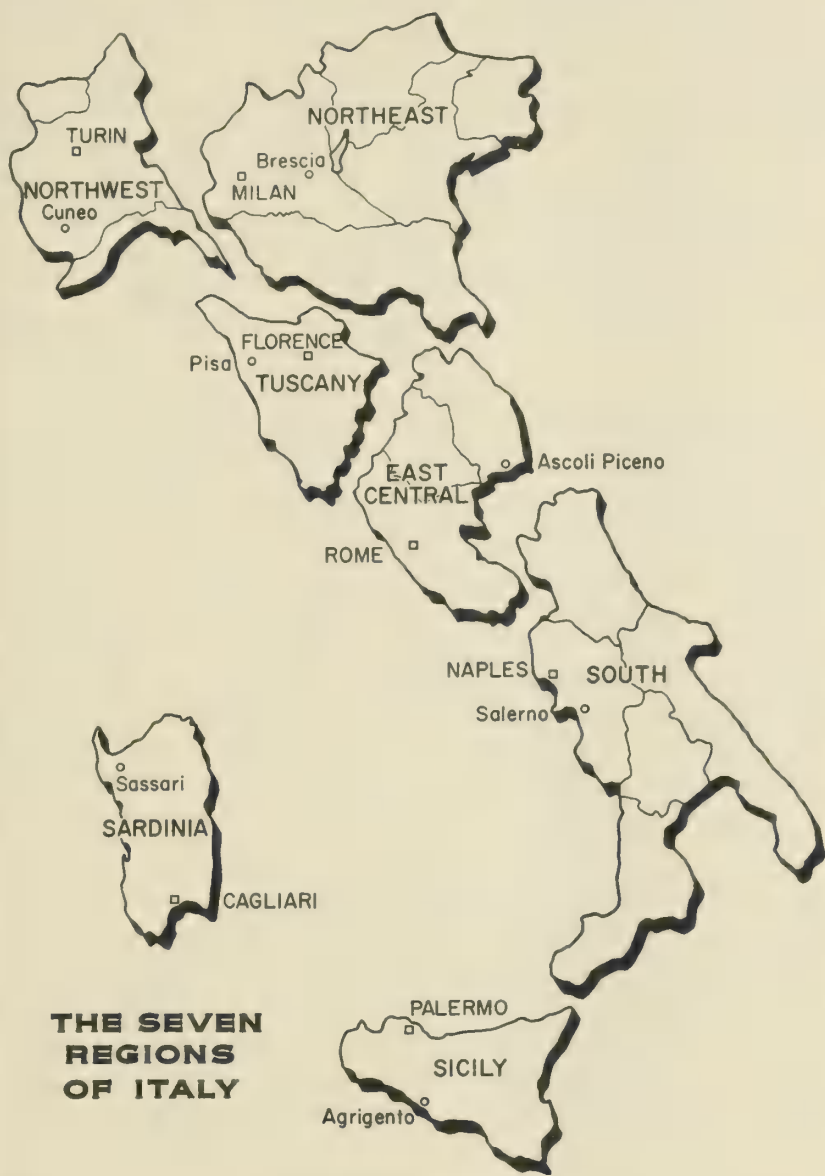 NORTHEAST
TURIN
Brescia
MILAN
NORTHWEST
Cuneo
FLORENCE
Pisa
TUSCANY
EAST
CENTRAL
Ascoli Piceno
ROME
NAPLES
SOUTH
Salerno
Sassari
SARDINIA
CAGLIARI
THE SEVEN
REGIONS
OF ITALY
PALERMO
SICILY
Agrigento